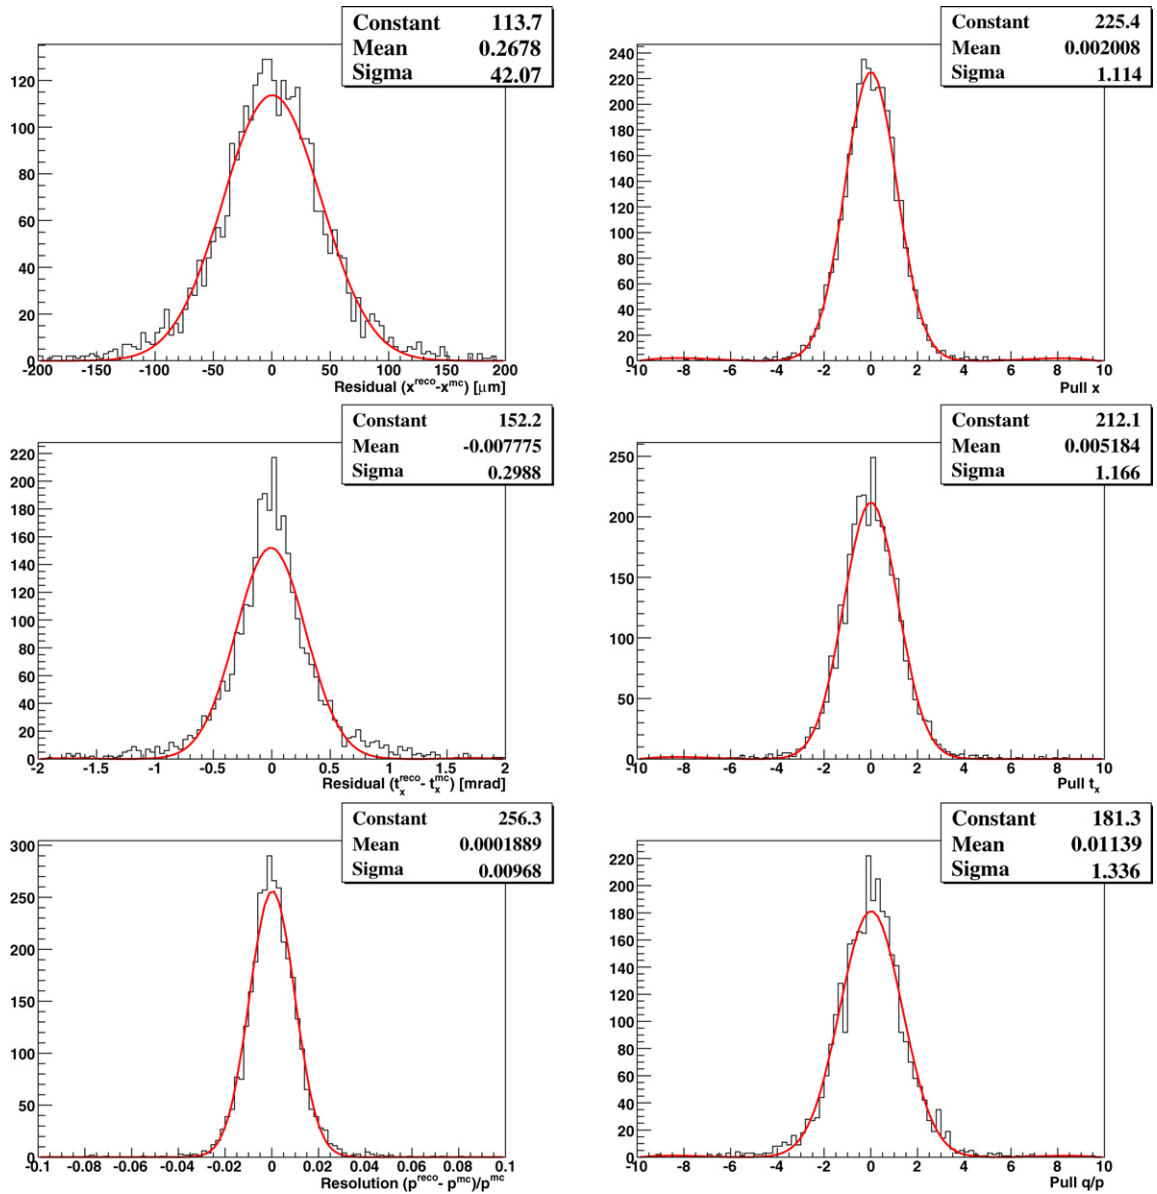 Constant 113.7
Mean 0.2678
Sigma 42.07
120
100
80
60
40
20
0
-200 -150 -100 -50 0 50 100 150 200
Residual (x^reco-x^mc) [μm]
Constant 225.4
Mean 0.002008
Sigma 1.114
240
220
200
180
160
140
120
100
80
60
40
20
0
-10 -8 -6 -4 -2 0 2 4 6 8 10
Pull x
Constant 152.2
Mean -0.007775
Sigma 0.2988
220
200
180
160
140
120
100
80
60
40
20
0
-2 -1.5 -1 -0.5 0 0.5 1 1.5 2
Residual (t_x^reco- t_x^mc) [mrad]
Constant 212.1
Mean 0.005184
Sigma 1.166
250
200
150
100
50
0
-10 -8 -6 -4 -2 0 2 4 6 8 10
Pull t_x
Constant 256.3
Mean 0.0001889
Sigma 0.00968
300
250
200
150
100
50
0
-0.1 -0.08 -0.06 -0.04 -0.02 0 0.02 0.04 0.06 0.08 0.1
Resolution (p^reco- p^mc)/p^mc
Constant 181.3
Mean 0.01139
Sigma 1.336
220
200
180
160
140
120
100
80
60
40
20
0
-10 -8 -6 -4 -2 0 2 4 6 8 10
Pull q/p